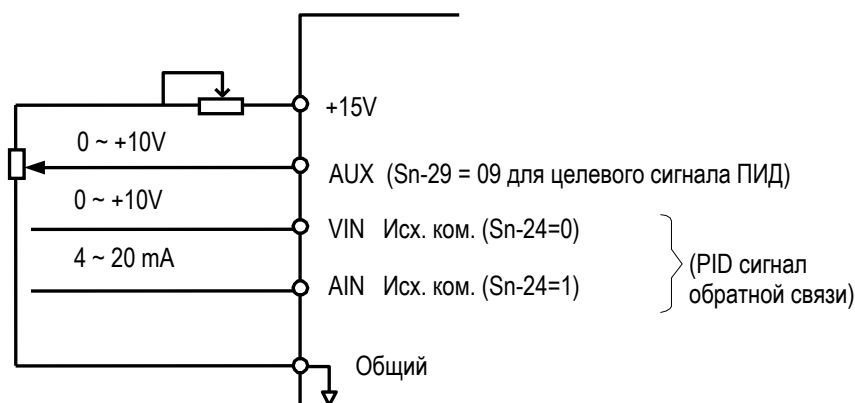 +15V
0 ~ +10V
AUX (Sn-29 = 09 для целевого сигнала ПИД)
0 ~ +10V
VIN Исх. ком. (Sn-24=0)
4 ~ 20 mA
AIN Исх. ком. (Sn-24=1)
(PID сигнал
обратной связи)
Общий